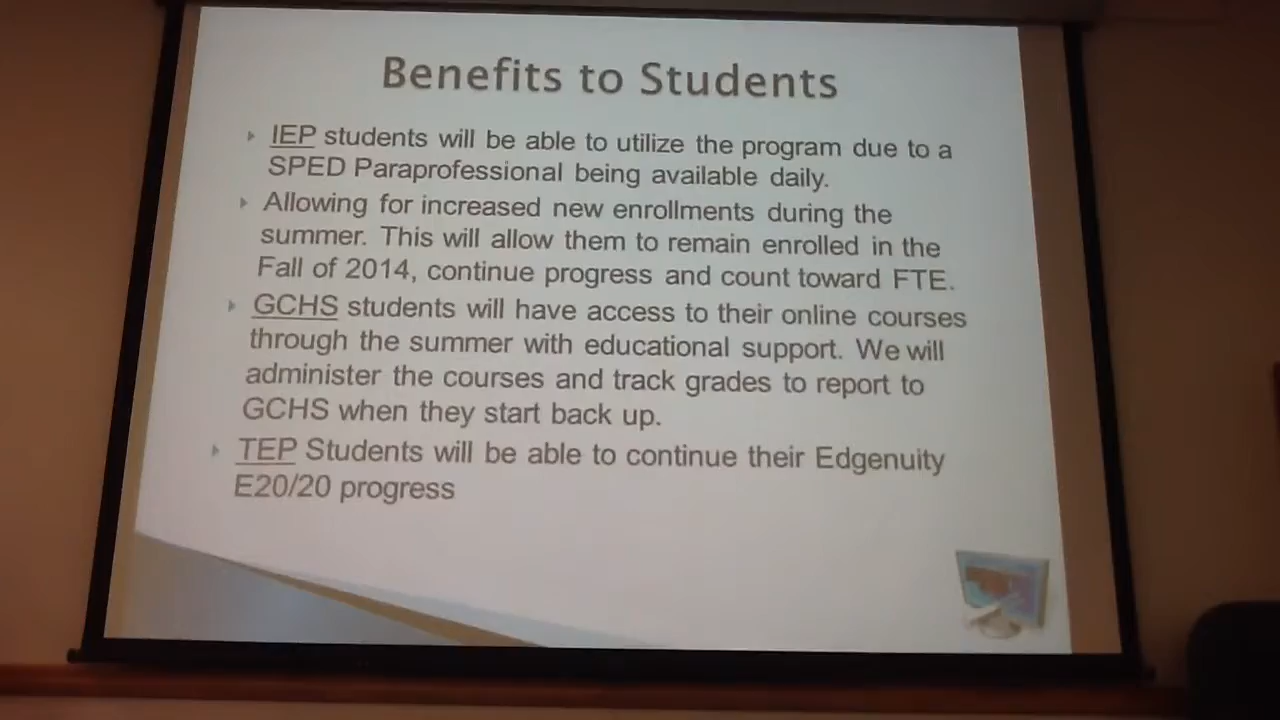 Benefits to Students
IEP students will be able to utilize the program due to a
SPED Paraprofessional being available daily.
Allowing for increased new enrollments during the
summer. This will allow them to remain enrolled in the
Fall of 2014, continue progress and count toward FTE.
GCHS students will have access to their online courses
through the summer with educational support. We will
administer the courses and track grades to report to
GCHS when they start back up.
TEP Students will be able to continue their Edgenuity
E20/20 progress